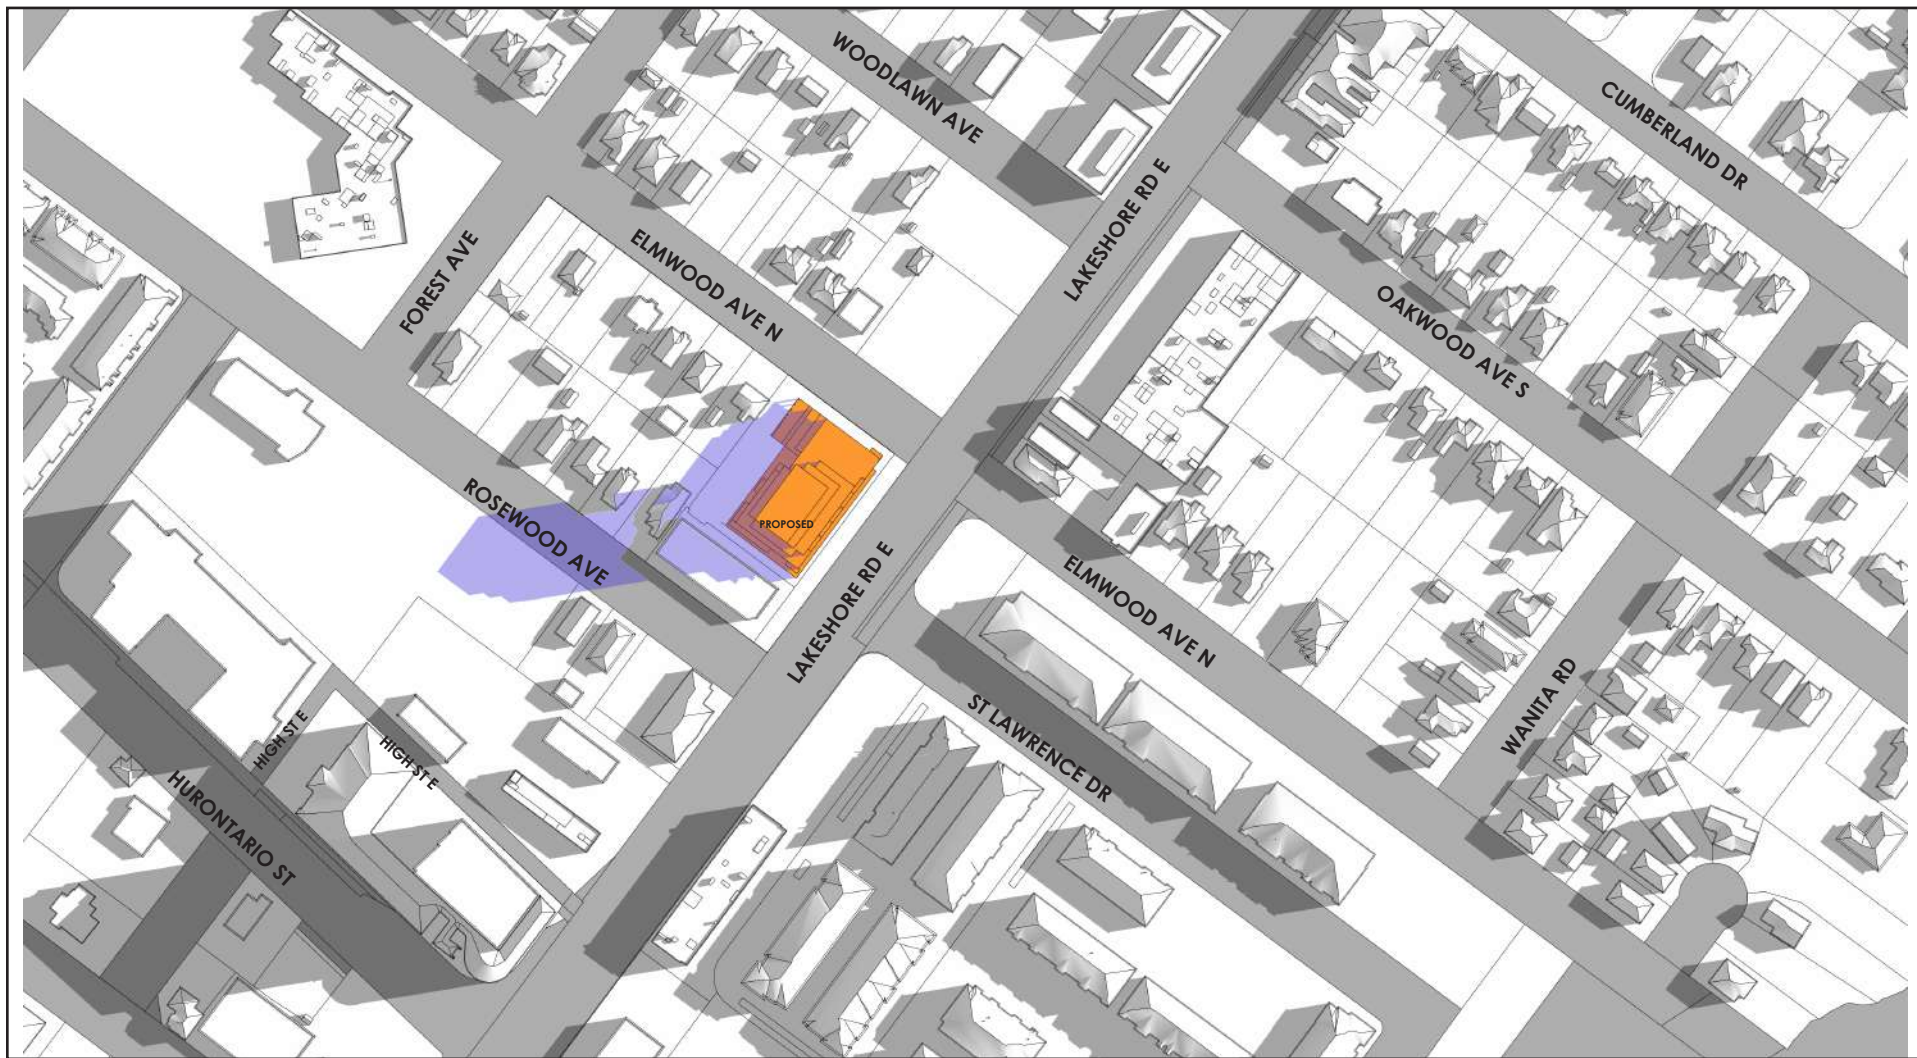 WOODLAWN AVE
CUMBERLAND DR
LAKESHORE RD E
FOREST AVE
ELMWOOD AVE N
OAKWOOD AVE S
ROSEWOOD AVE
PROPOSED
LAKESHORE RD E
ELMWOOD AVE N
ST LAWRENCE DR
WANITA RD
HIGH ST E
HIGH ST E
HURONTARIO ST